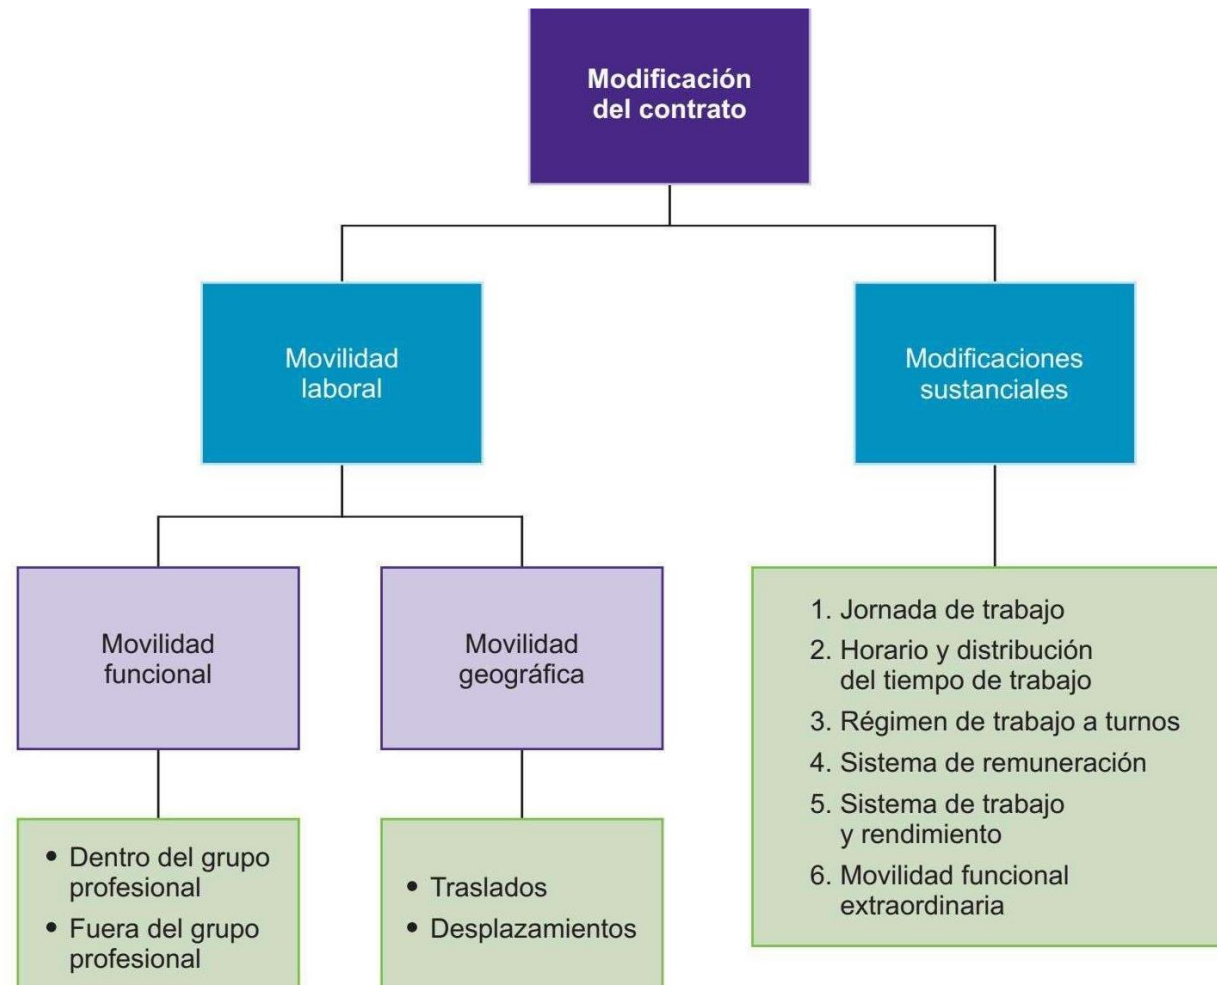 Modificación
del contrato
Movilidad
laboral
Modificaciones
sustanciales
Movilidad
funcional
Movilidad
geográfica
1. Jornada de trabajo
2. Horario y distribución
del tiempo de trabajo
3. Régimen de trabajo a turnos
4. Sistema de remuneración
5. Sistema de trabajo
y rendimiento
6. Movilidad funcional
extraordinaria
• Dentro del grupo
profesional
• Fuera del grupo
profesional
• Traslados
• Desplazamientos